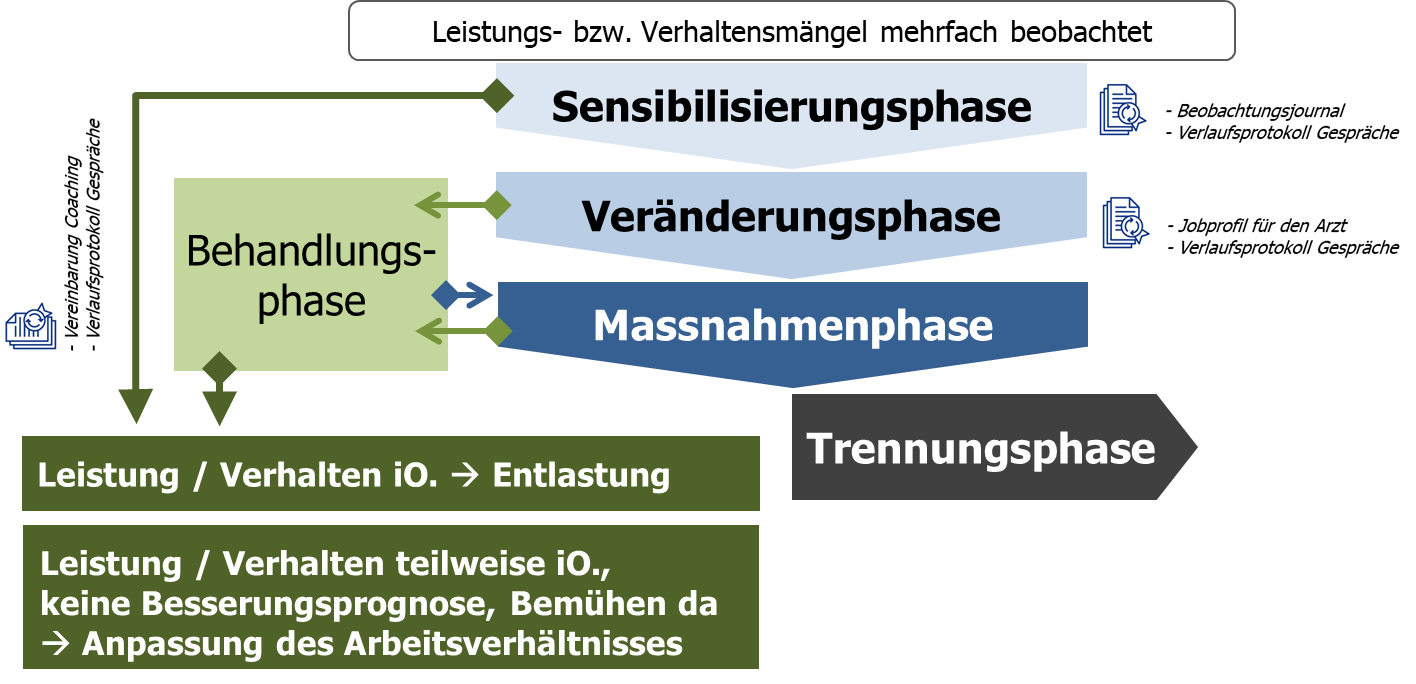 Leistungs- bzw. Verhaltensmängel mehrfach beobachtet
Sensibilisierungsphase
- Beobachtungsjournal
- Verlaufsprotokoll Gespräche
Veränderungsphase
- Jobprofil für den Arzt
- Verlaufsprotokoll Gespräche
- Vereinbarung Coaching
- Verlaufsprotokoll Gespräche
Behandlungs-
phase
Massnahmenphase
Trennungsphase
Leistung / Verhalten iO. → Entlastung
Leistung / Verhalten teilweise iO.,
keine Besserungsprognose, Bemühen da
→ Anpassung des Arbeitsverhältnisses